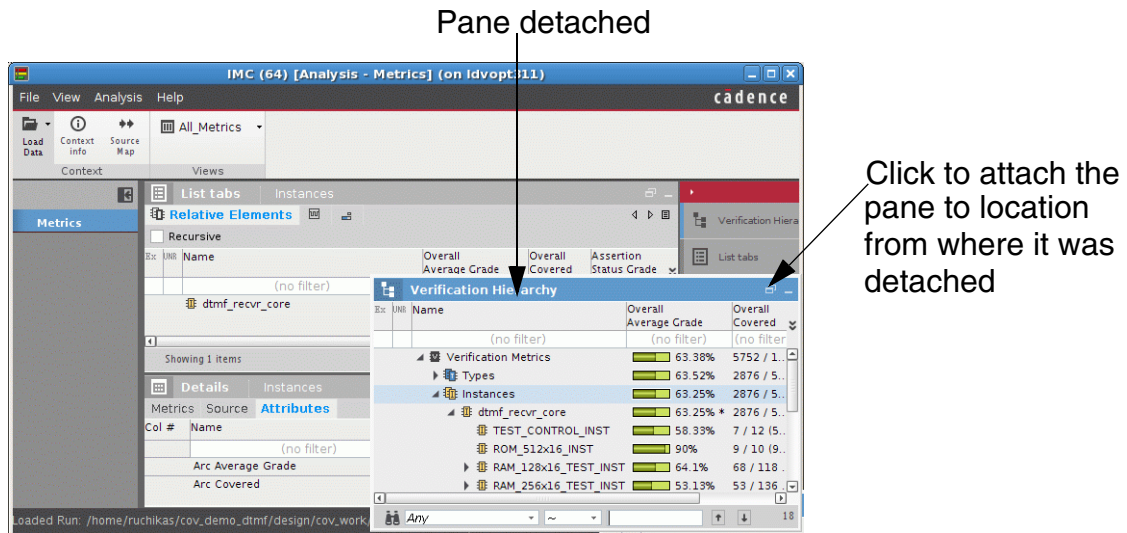 Pane detached
IMC (64) [Analysis - Metrics] (on ldvopt311)
File View Analysis Help
cādence
Load Data
Context info
Source Map
All_Metrics
Context
Views
Metrics
List tabs Instances
Relative Elements
Recursive
Ex UNR Name Overall Average Grade Overall Covered Assertion Status Grade
(no filter)
dtmf_recvr_core
Showing 1 items
Verification Hiera
List tabs
Click to attach the
pane to location
from where it was
detached
Details Instances
Metrics Source Attributes
Col # Name
(no filter)
Arc Average Grade
Arc Covered
Loaded Run: /home/ruchikas/cov_demo_dtmf/design/cov_work/
Verification Hierarchy
Ex UNR Name Overall Average Grade Overall Covered
(no filter) (no filter) (no filter
Verification Metrics 63.38% 5752 / 1..
Types 63.52% 2876 / 5..
Instances 63.25% 2876 / 5..
dtmf_recvr_core 63.25% * 2876 / 5..
TEST_CONTROL_INST 58.33% 7 / 12 (5..
ROM_512x16_INST 90% 9 / 10 (9..
RAM_128x16_TEST_INST 64.1% 68 / 118 .
RAM_256x16_TEST_INST 53.13% 53 / 136 .
Any ~ 18